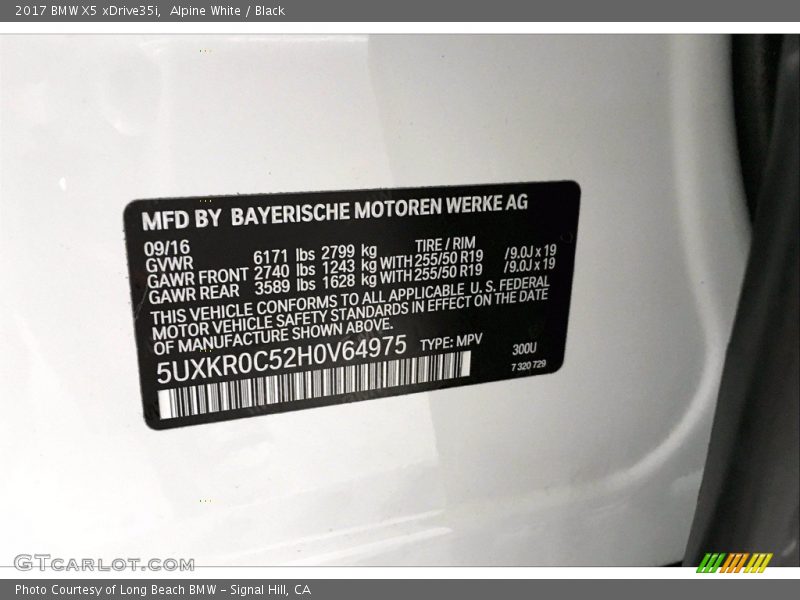 2017 BMW X5 xDrive35i, Alpine White / Black
MFD BY BAYERISCHE MOTOREN WERKE AG
09/16 TIRE / RIM
GVWR 6171 lbs 2799 kg
GAWR FRONT 2740 lbs 1243 kg WITH 255/50 R19 /9.0J x 19
GAWR REAR 3589 lbs 1628 kg WITH 255/50 R19 /9.0J x 19
THIS VEHICLE CONFORMS TO ALL APPLICABLE U.S. FEDERAL
MOTOR VEHICLE SAFETY STANDARDS IN EFFECT ON THE DATE
OF MANUFACTURE SHOWN ABOVE.
5UXKR0C52H0V64975 TYPE: MPV 300U
7 320 729
GTCARLOT.COM
Photo Courtesy of Long Beach BMW - Signal Hill, CA